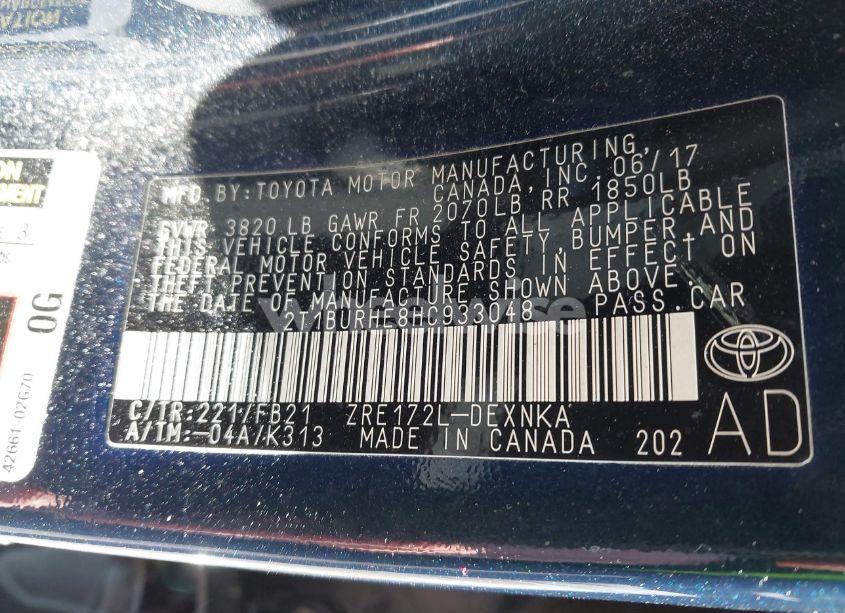 MFD BY: TOYOTA MOTOR MANUFACTURING,
CANADA, INC. 06/17
GVWR 3820 LB GAWR FR 2070LB RR 1850LB
THIS VEHICLE CONFORMS TO ALL APPLICABLE
FEDERAL MOTOR VEHICLE SAFETY, BUMPER, AND
THEFT PREVENTION STANDARDS IN EFFECT ON
THE DATE OF MANUFACTURE SHOWN ABOVE.
PASS.CAR
C/TR:221/FB21 ZRE172L-DEXNKA
A/TM:-04A/K313 MADE IN CANADA 202
AD
0G
42661-02G70